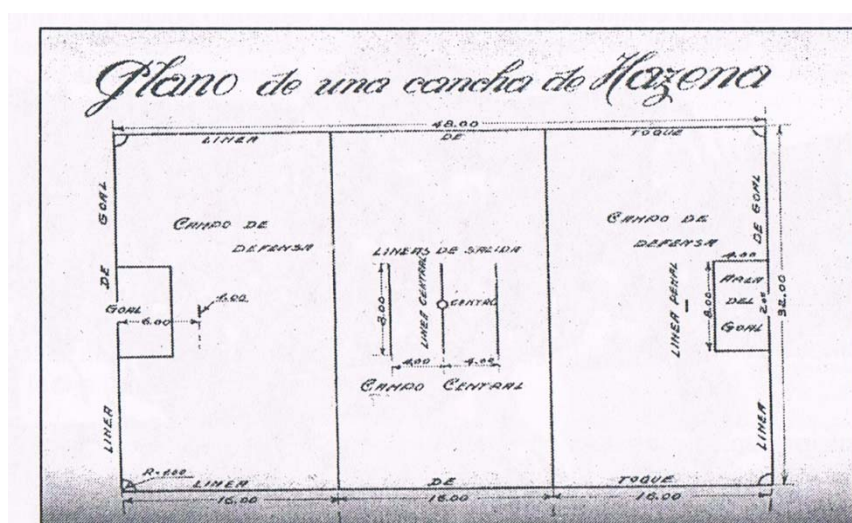 Plano de una cancha de Hazena
48.00
LINEA DE TOQUE
LINEA DE GOAL
CAMPO DE DEFENSA
GOAL
6.00
LINEAS DE SALIDA
LINEA CENTRAL
CENTRO
8.00
4.00 4.00
CAMPO CENTRAL
CAMPO DE DEFENSA
LINEA PENAL
8.00
4.00
DEL GOAL
2.00
LINEA DE GOAL
32.00
R=1.00
LINEA DE TOQUE
16.00 16.00 16.00